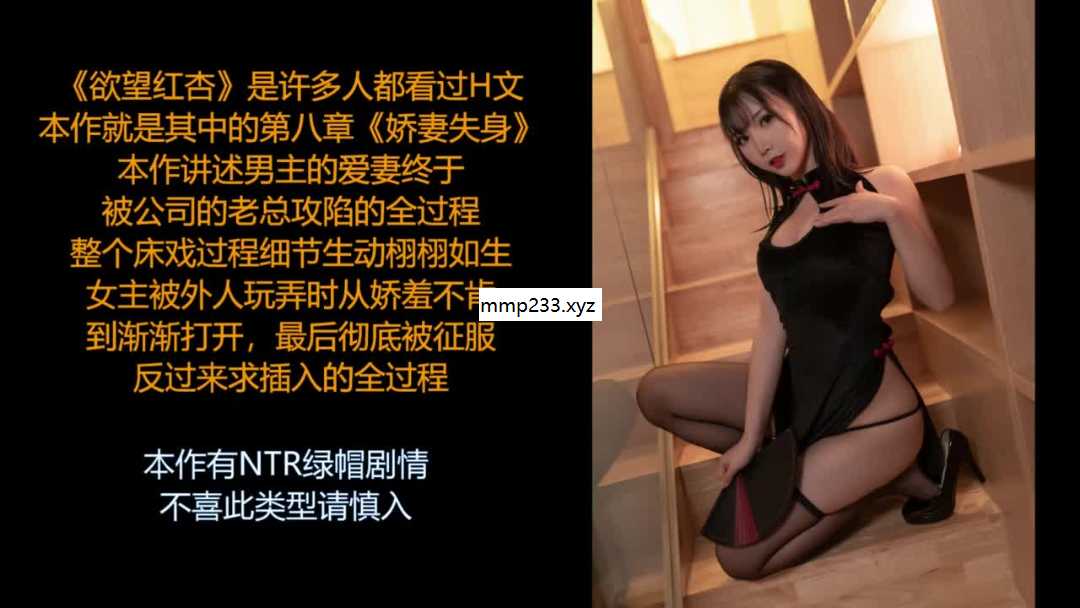 《欲望红杏》是许多人都看过H文
本作就是其中的第八章《娇妻失身》
本作讲述男主的爱妻终于
被公司的老总攻陷的全过程
整个床戏过程细节生动栩栩如生
女主被外人玩弄时从娇羞不肯
mmp233.xyz
到渐渐打开，最后彻底被征服
反过来求插入的全过程
本作有NTR绿帽剧情
不喜此类型请慎入